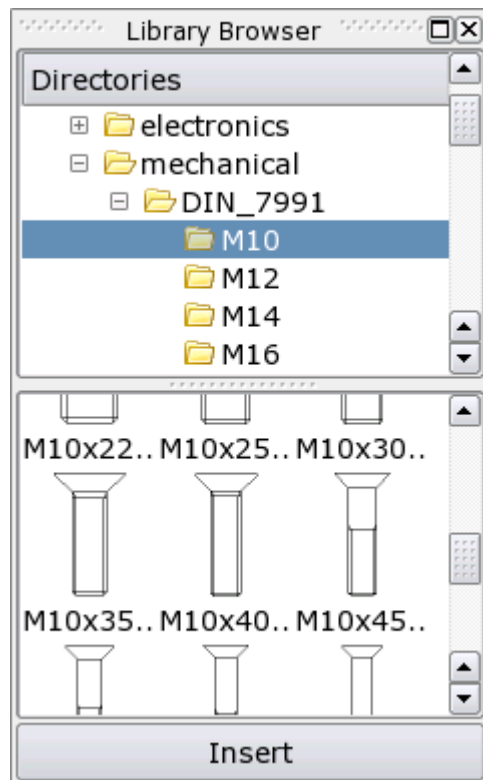 Library Browser
Directories
electronics
mechanical
DIN_7991
M10
M12
M14
M16
M10x22.. M10x25.. M10x30..
M10x35.. M10x40.. M10x45..
Insert